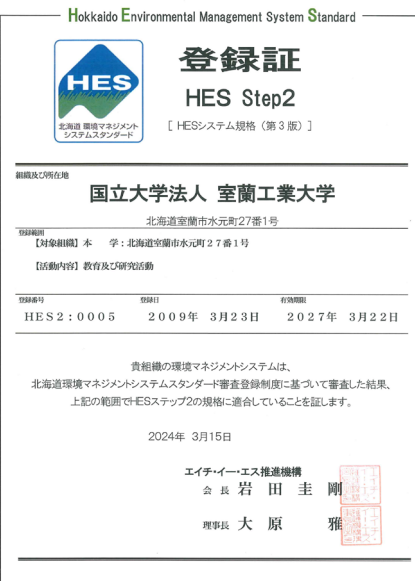 Hokkaido Environmental Management System Standard
HES
北海道 環境マネジメント
システムスタンダード
登録証
HES Step2
［ HESシステム規格（第３版）］
組織及び所在地
国立大学法人 室蘭工業大学
北海道室蘭市水元町27番1号
登録範囲
【対象組織】本　　学：北海道室蘭市水元町２７番１号
【活動内容】教育及び研究活動
登録番号 登録日 有効期限
ＨＥＳ２：０００５ ２００９年　３月２３日 ２０２７年　３月２２日
貴組織の環境マネジメントシステムは、
北海道環境マネジメントシステムスタンダード審査登録制度に基づいて審査した結果、
上記の範囲でHESステップ2の規格に適合していることを証します。
2024年 3月15日
エイチ・イー・エス推進機構
会 長 岩 田 圭 剛
理事長 大 原 雅